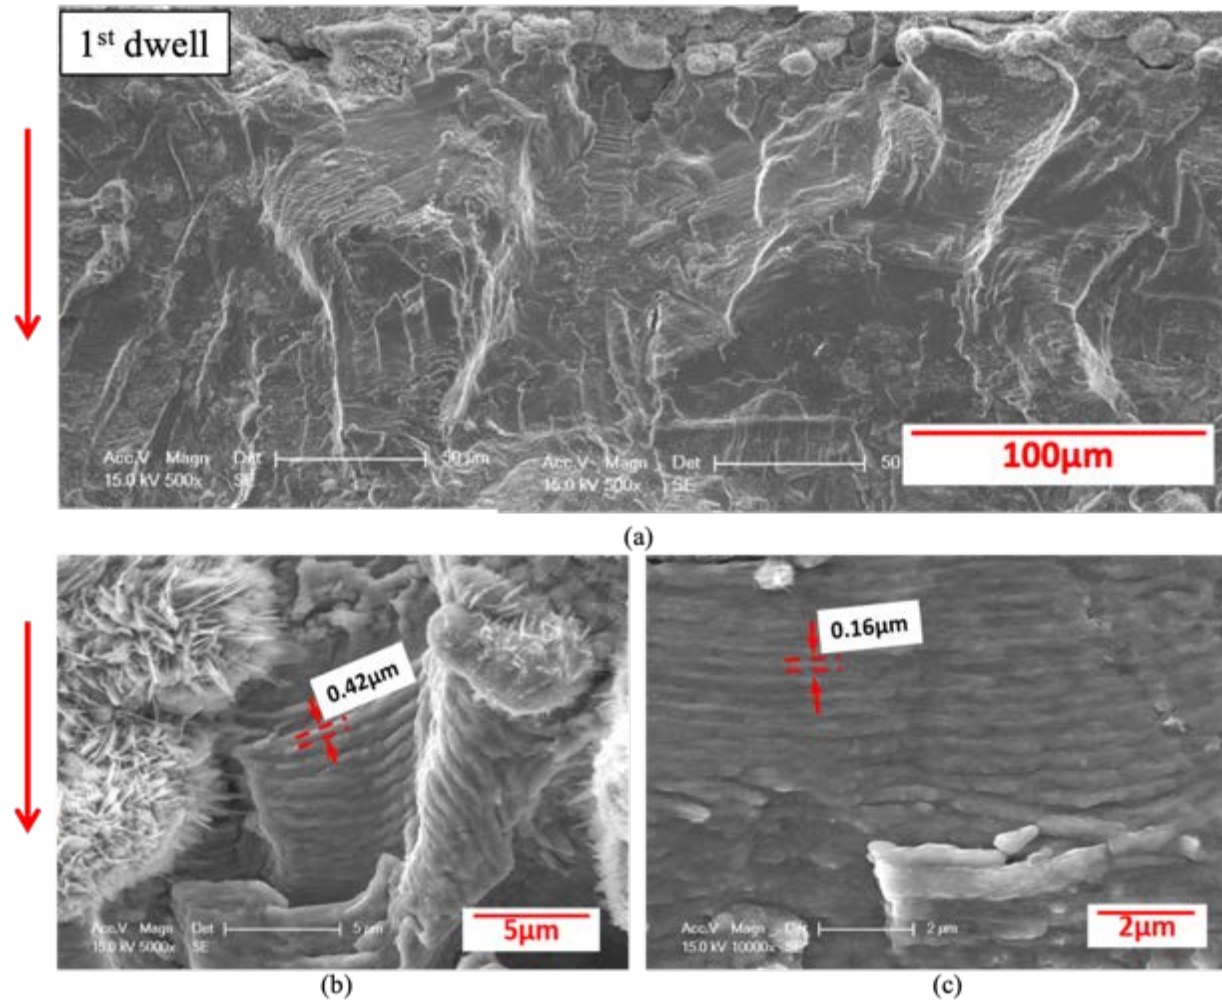 1st dwell
100µm
Acc.V Magn Det 50 µm
15.0 kV 500x SE
Acc.V Magn Det 50
15.0 kV 500x SE
(a)
0.42µm
0.16µm
5µm
2µm
Acc.V Magn Det 5 µm
15.0 kV 5000x SE
Acc.V Magn Det 2 µm
15.0 kV 10000x SE
(b)
(c)